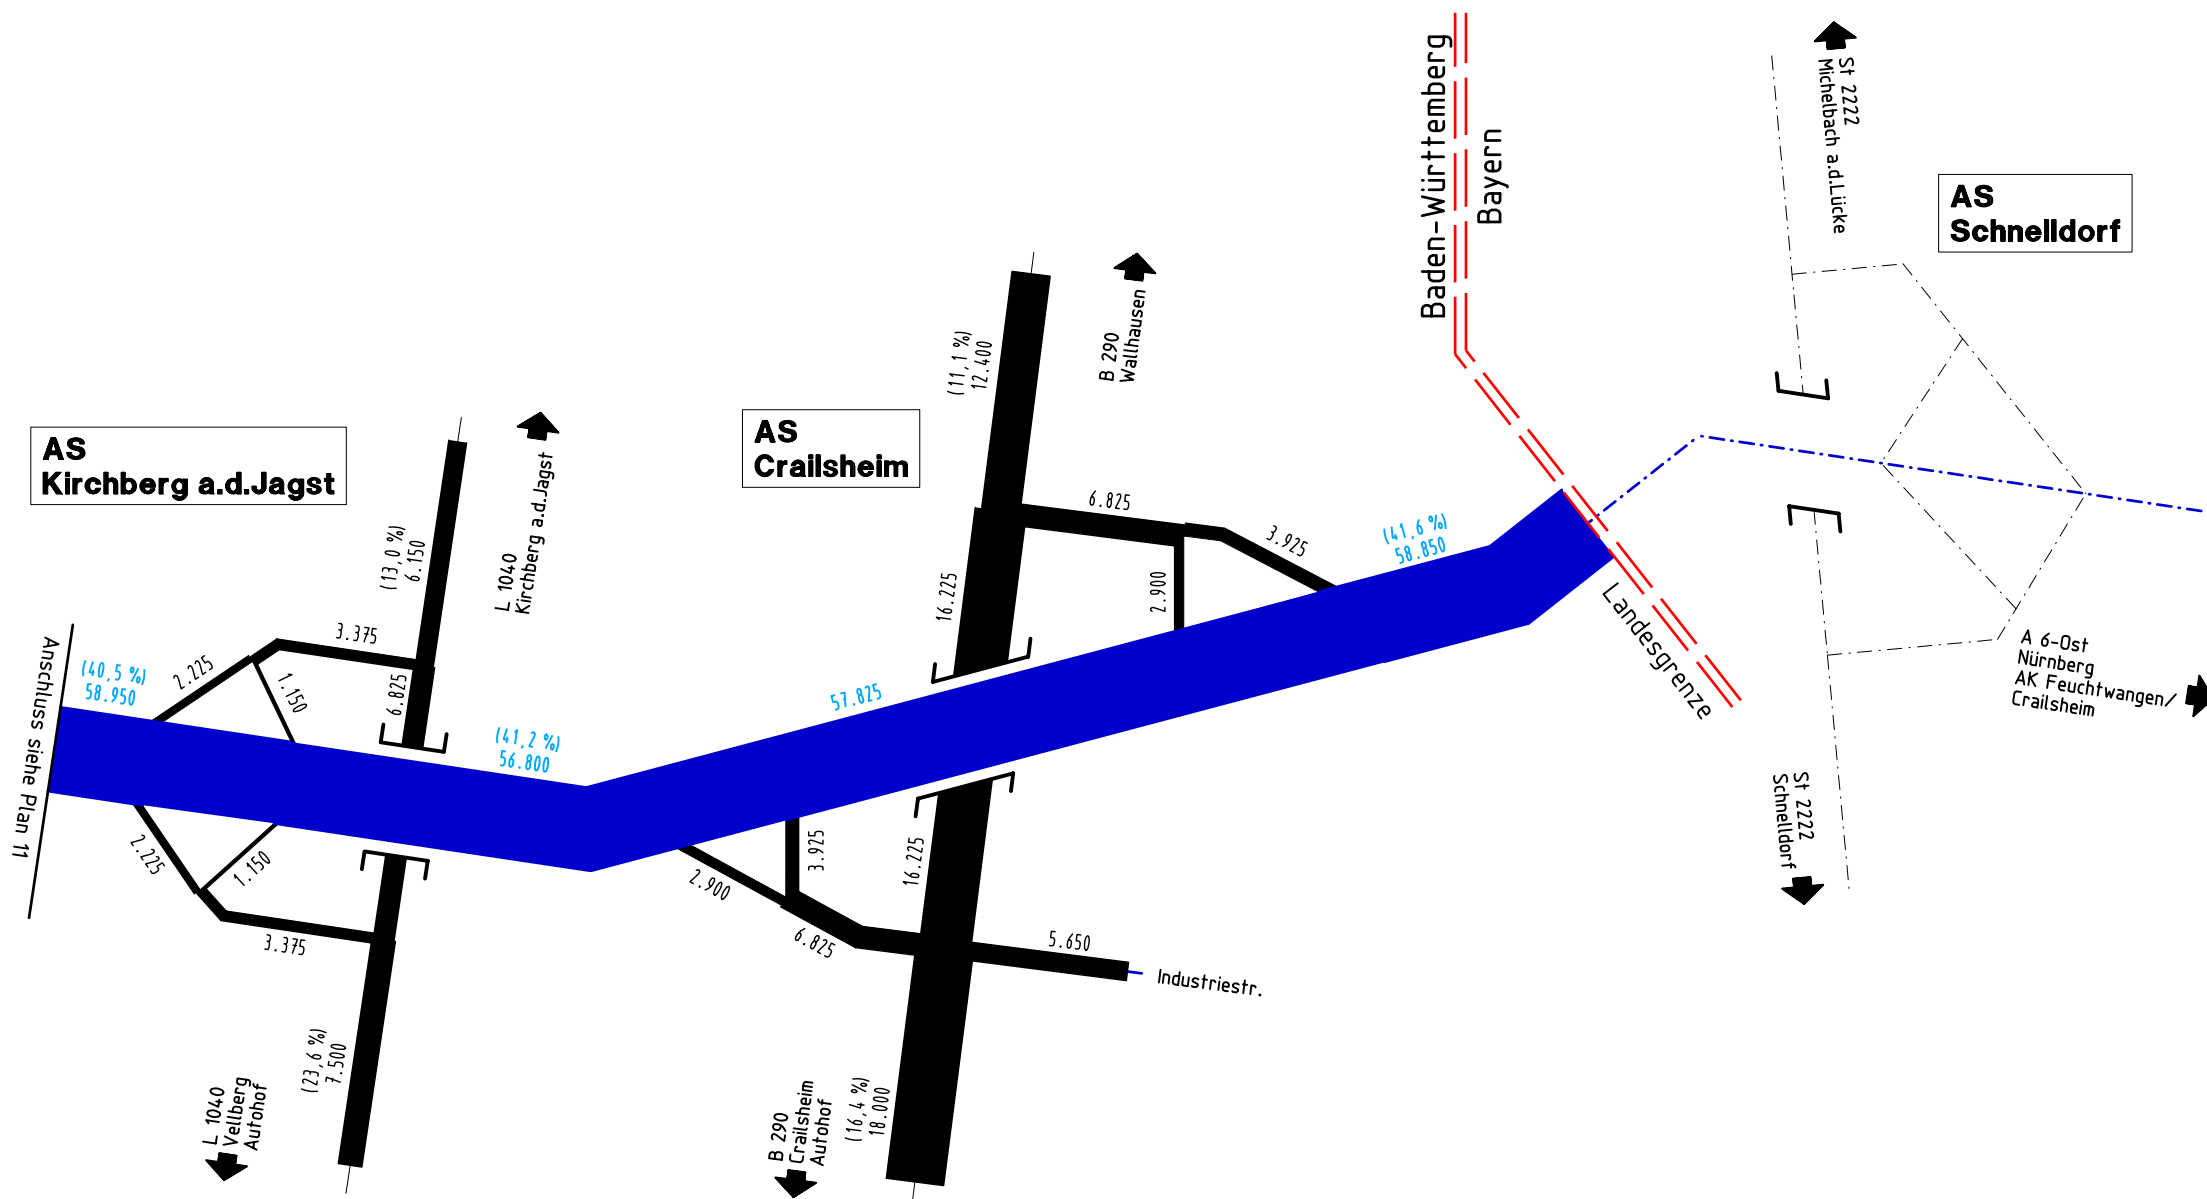 AS
Kirchberg a.d.Jagst
Anschluss siehe Plan 11
(40,5 %)
58.950
2.225
1.150
3.375
6.825
(13,0 %)
6.150
L 1040
Kirchberg a.d.Jagst
2.225
1.150
3.375
(23,6 %)
7.500
L 1040
Vellberg
Autohof
(41,2 %)
56.800
AS
Crailsheim
57.825
(11,1 %)
12.400
B 290
Wallhausen
16.225
6.825
2.900
3.925
(41,6 %)
58.850
2.900
3.925
6.825
16.225
5.650
Industriestr.
(16,4 %)
18.000
B 290
Crailsheim
Autohof
Baden-Württemberg
Bayern
Landesgrenze
St 2222
Michelbach a.d.Lücke
AS
Schnelldorf
A 6-Ost
Nürnberg
AK Feuchtwangen/
Crailsheim
St 2222
Schnelldorf